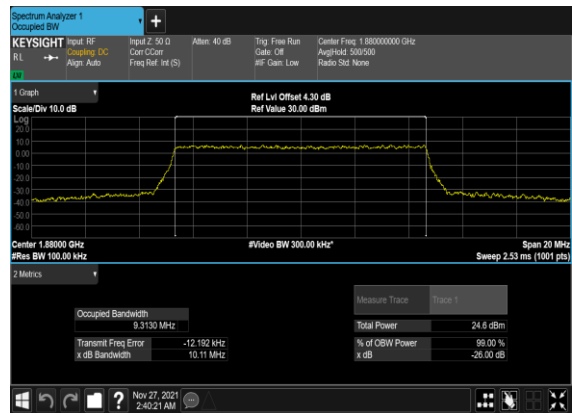 Spectrum Analyzer 1
Occupied BW
KEYSIGHT
RL
Input: RF
Coupling: DC
Align: Auto
Input Z: 50 Ω
Corr CCorr
Freq Ref: Int (S)
Atten: 40 dB
Trig: Free Run
Gate: Off
#IF Gain: Low
Center Freq: 1.880000000 GHz
Avg|Hold: 500/500
Radio Std: None
1 Graph
Scale/Div 10.0 dB
Ref Lvl Offset 4.30 dB
Ref Value 30.00 dBm
Log
20.0
10.0
0.00
-10.0
-20.0
-30.0
-40.0
-50.0
-60.0
Center 1.88000 GHz
#Res BW 100.00 kHz
#Video BW 300.00 kHz*
Span 20 MHz
Sweep 2.53 ms (1001 pts)
2 Metrics
Measure Trace
Trace 1
Occupied Bandwidth
9.3130 MHz
Total Power
24.6 dBm
Transmit Freq Error
-12.192 kHz
% of OBW Power
99.00 %
x dB Bandwidth
10.11 MHz
x dB
-26.00 dB
?
Nov 27, 2021
2:40:21 AM